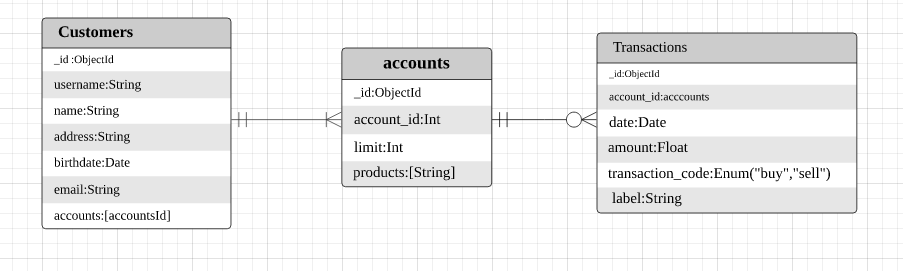 Customers
_id :ObjectId
username:String
name:String
address:String
birthdate:Date
email:String
accounts:[accountsId]
accounts
_id:ObjectId
account_id:Int
limit:Int
products:[String]
Transactions
_id:ObjectId
account_id:acccounts
date:Date
amount:Float
transaction_code:Enum("buy","sell")
label:String